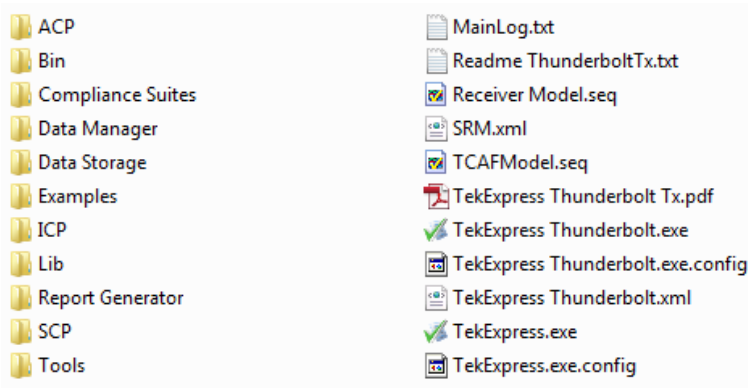 ACP
Bin
Compliance Suites
Data Manager
Data Storage
Examples
ICP
Lib
Report Generator
SCP
Tools
MainLog.txt
Readme ThunderboltTx.txt
Receiver Model.seq
SRM.xml
TCAFModel.seq
TekExpress Thunderbolt Tx.pdf
TekExpress Thunderbolt.exe
TekExpress Thunderbolt.exe.config
TekExpress Thunderbolt.xml
TekExpress.exe
TekExpress.exe.config